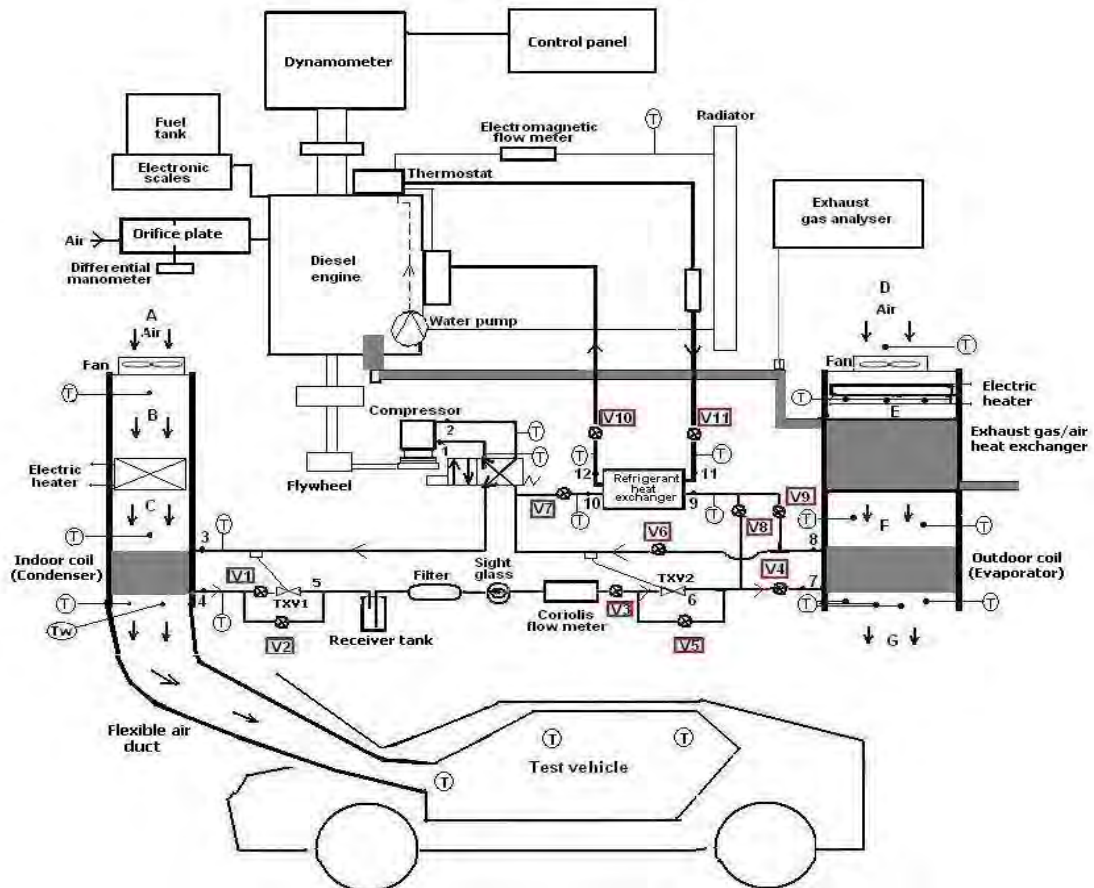 Dynamometer
Control panel
Fuel
tank
Electronic
scales
Electromagnetic
flow meter
T
Radiator
Thermostat
Exhaust
gas analyser
Air
Orifice plate
Differential
manometer
Diesel
engine
Water pump
A
Air
Fan
T
B
Electric
heater
C
T
D
Air
T
Fan
Electric
heater
T
E
Exhaust gas/air
heat exchanger
Compressor
2
1
T
T
Flywheel
V10
V11
T
T
12
11
Refrigerant
heat
exchanger
10
9
V7
T
T
V8
V9
T
F
T
3
T
Indoor coil
(Condenser)
V6
8
Outdoor coil
(Evaporator)
V1
5
TXV1
Filter
Sight
glass
TXV2
6
V4
7
4
T
T
Tw
V2
Receiver tank
Coriolis
flow meter
V3
V5
T
T
G
Flexible air
duct
T
T
T
Test vehicle